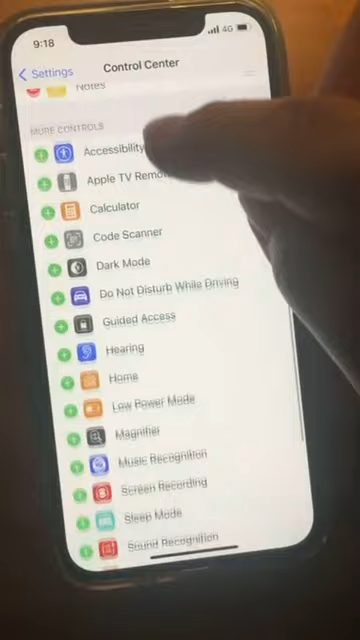 9:18
4G
Settings
Control Center
Notes
MORE CONTROLS
Accessibility
Apple TV Remo
Calculator
Code Scanner
Dark Mode
Do Not Disturb While Driving
Guided Access
Hearing
Home
Low Power Mode
Magnifier
Music Recognition
Screen Recording
Sleep Mode
Sound Recognition